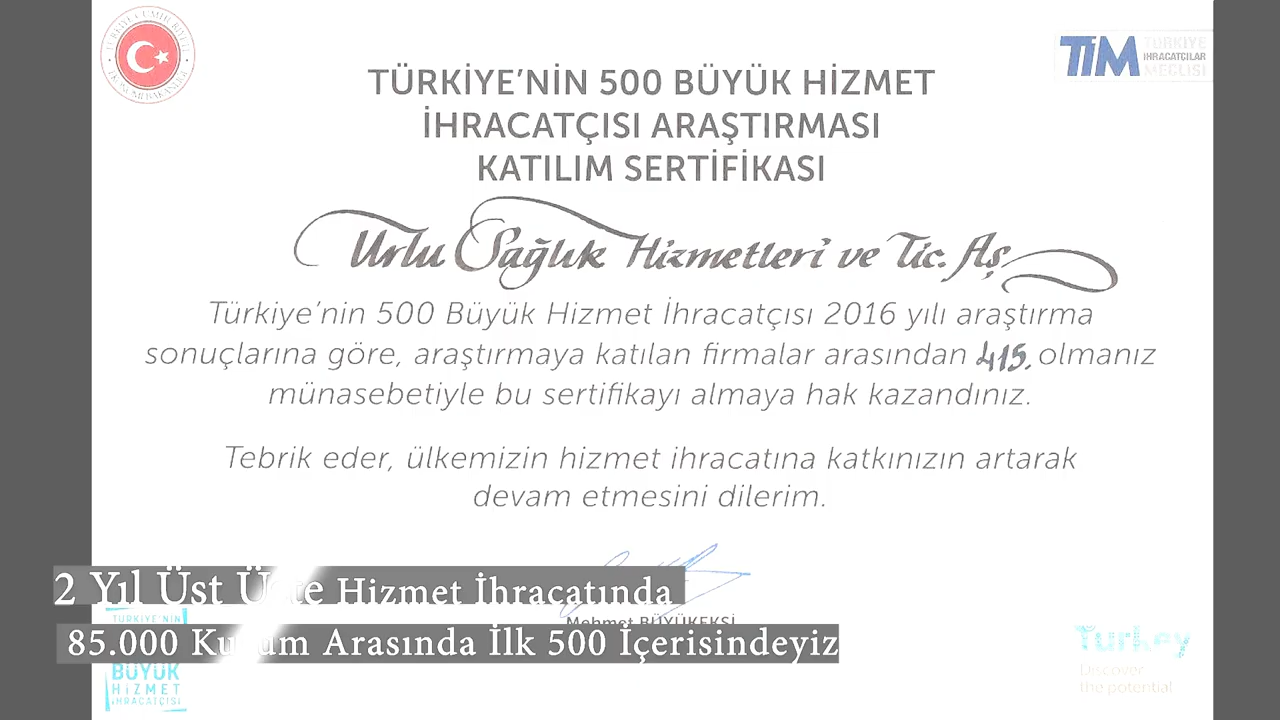 TÜRKİYE
İHRACATÇILAR
MECLİSİ
TİM
TÜRKİYE'NİN 500 BÜYÜK HİZMET
İHRACATÇISI ARAŞTIRMASI
KATILIM SERTİFİKASI
Urlu Sağlık Hizmetleri ve Tic. Aş
Türkiye'nin 500 Büyük Hizmet İhracatçısı 2016 yılı araştırma
sonuçlarına göre, araştırmaya katılan firmalar arasından 415. olmanız
münasebetiyle bu sertifikayı almaya hak kazandınız.
Tebrik eder, ülkemizin hizmet ihracatına katkınızın artarak
devam etmesini dilerim.
2 Yıl Üst Üste Hizmet İhracatında
Mehmet BÜYÜKEKŞİ
85.000 Kurum Arasında İlk 500 İçerisindeyiz
TÜRKİYE'NİN
BÜYÜK
HİZMET
İHRACATÇISI
Turkey
Discover
the potential